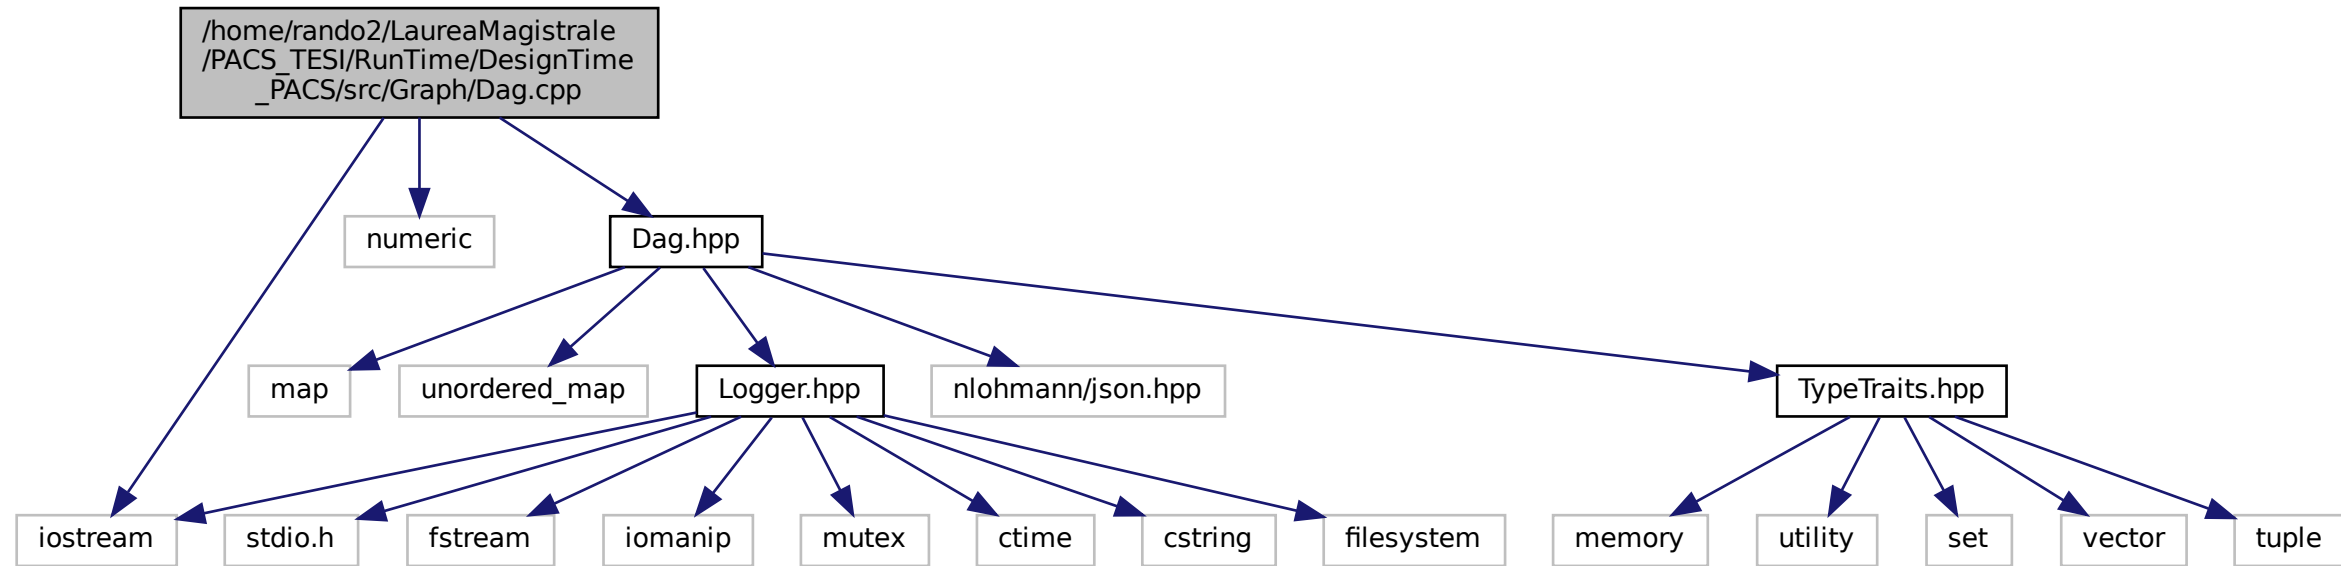 /home/rando2/LaureaMagistrale
/PACS_TESI/RunTime/DesignTime
_PACS/src/Graph/Dag.cpp
numeric
Dag.hpp
map
unordered_map
Logger.hpp
nlohmann/json.hpp
TypeTraits.hpp
iostream
stdio.h
fstream
iomanip
mutex
ctime
cstring
filesystem
memory
utility
set
vector
tuple